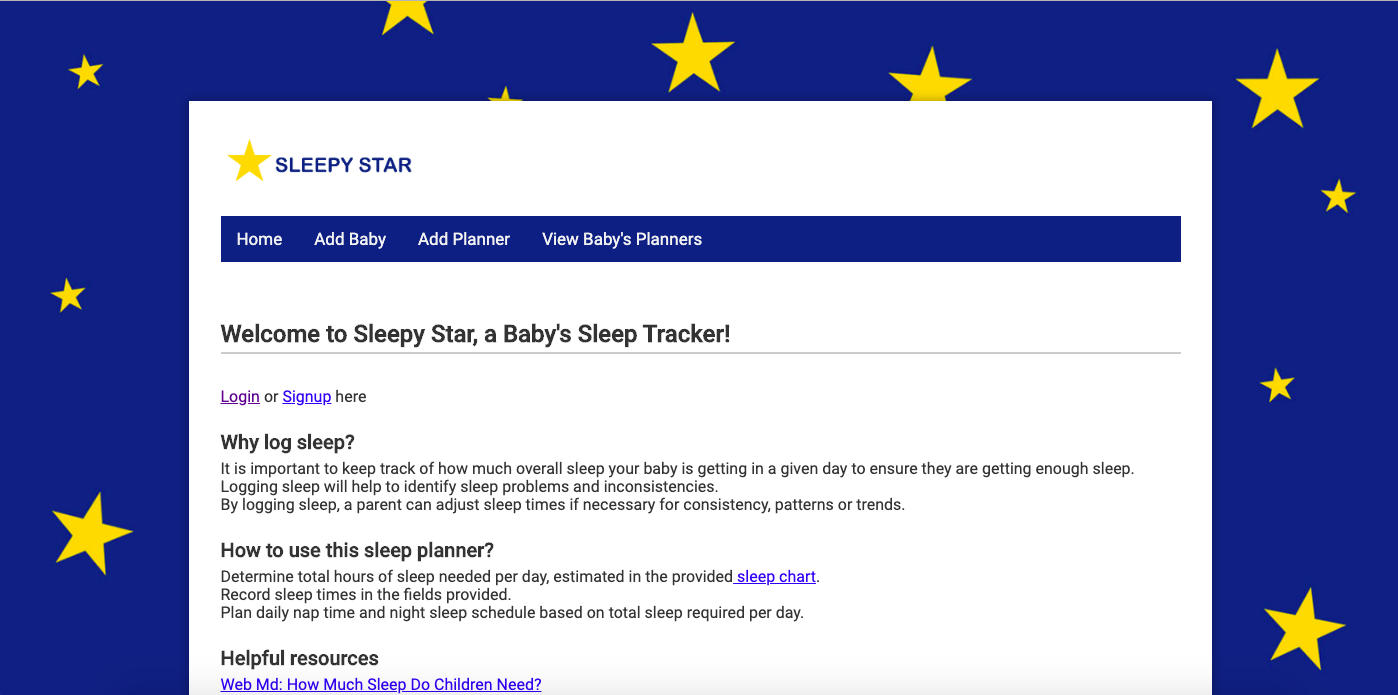 SLEEPY STAR
Home Add Baby Add Planner View Baby's Planners
Welcome to Sleepy Star, a Baby's Sleep Tracker!
Login or Signup here
Why log sleep?
It is important to keep track of how much overall sleep your baby is getting in a given day to ensure they are getting enough sleep.
Logging sleep will help to identify sleep problems and inconsistencies.
By logging sleep, a parent can adjust sleep times if necessary for consistency, patterns or trends.
How to use this sleep planner?
Determine total hours of sleep needed per day, estimated in the provided sleep chart.
Record sleep times in the fields provided.
Plan daily nap time and night sleep schedule based on total sleep required per day.
Helpful resources
Web Md: How Much Sleep Do Children Need?